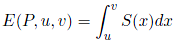 E(P, u, v) = ∫_u^v S(x)dx